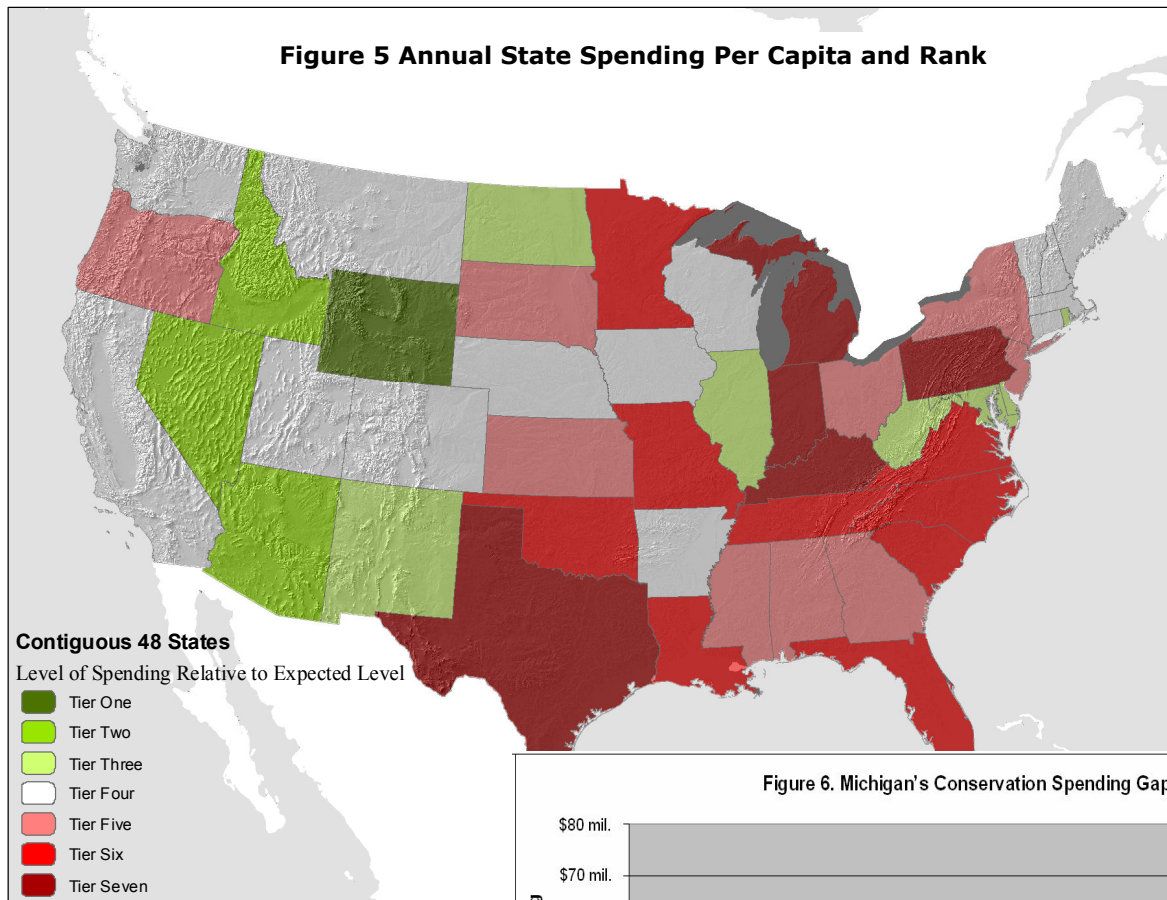 Figure 5 Annual State Spending Per Capita and Rank
Contiguous 48 States
Level of Spending Relative to Expected Level
Tier One
Tier Two
Tier Three
Tier Four
Tier Five
Tier Six
Tier Seven
Figure 6. Michigan's Conservation Spending Gap
$80 mil.
$70 mil.